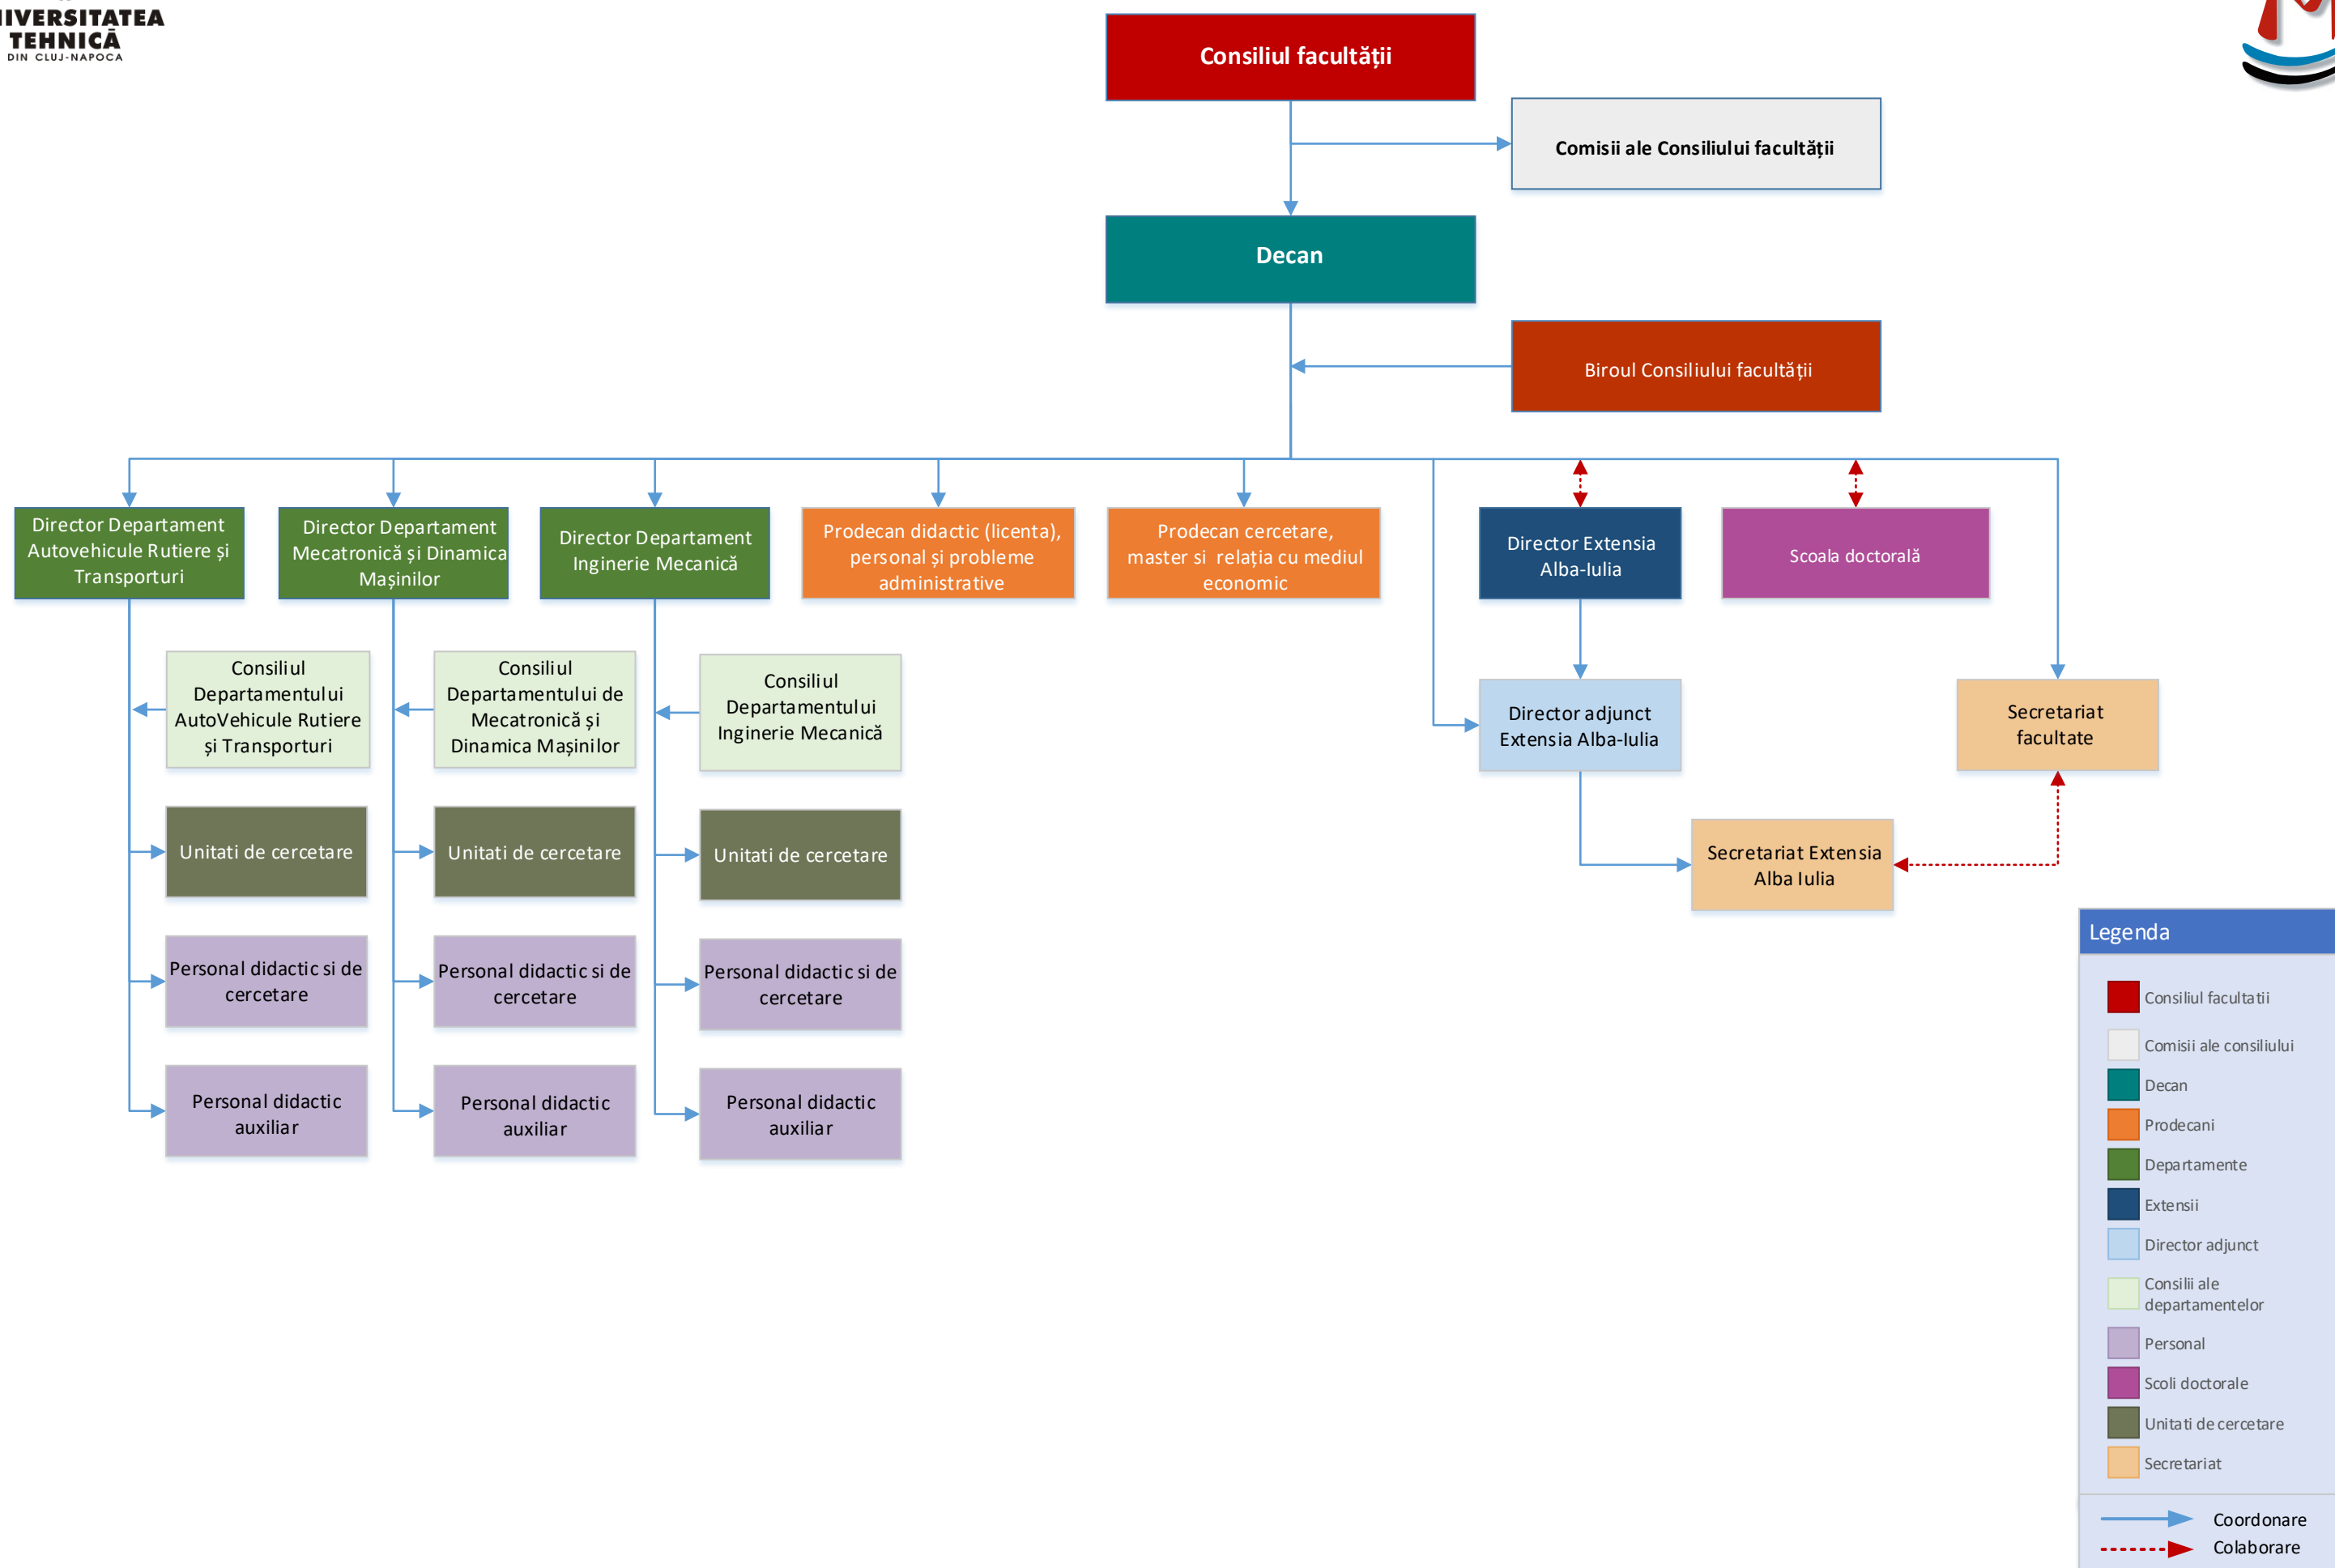 TEHNICĂ
DIN CLUJ-NAPOCA
Consiliul facultății
Comisii ale Consiliului facultății
Decan
Biroul Consiliului facultății
Director Departament
Autovehicule Rutiere și
Transporturi
Director Departament
Mecatronică și Dinamica
Mașinilor
Director Departament
Inginerie Mecanică
Prodecan didactic (licenta),
personal și probleme
administrative
Prodecan cercetare,
master si relația cu mediul
economic
Director Extensia
Alba-Iulia
Scoala doctorală
Consiliul
Departamentului
AutoVehicule Rutiere
și Transporturi
Consiliul
Departamentului de
Mecatronică și
Dinamica Mașinilor
Consiliul
Departamentului
Inginerie Mecanică
Director adjunct
Extensia Alba-Iulia
Secretariat
facultate
Unitati de cercetare
Unitati de cercetare
Unitati de cercetare
Secretariat Extensia
Alba Iulia
Personal didactic si de
cercetare
Personal didactic si de
cercetare
Personal didactic si de
cercetare
Personal didactic
auxiliar
Personal didactic
auxiliar
Personal didactic
auxiliar
Legenda
Consiliul facultatii
Comisii ale consiliului
Decan
Prodecani
Departamente
Extensii
Director adjunct
Consilii ale
departamentelor
Personal
Scoli doctorale
Unitati de cercetare
Secretariat
Coordonare
Colaborare